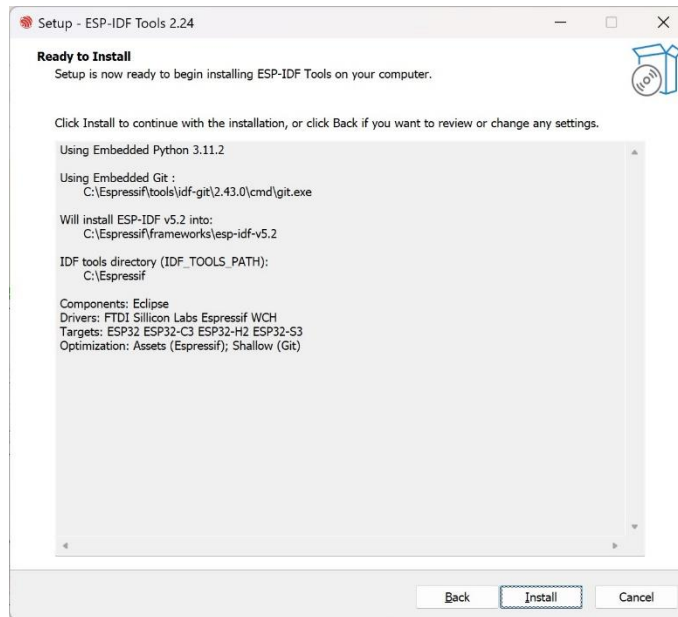 Setup - ESP-IDF Tools 2.24
Ready to Install
Setup is now ready to begin installing ESP-IDF Tools on your computer.
Click Install to continue with the installation, or click Back if you want to review or change any settings.
Using Embedded Python 3.11.2
Using Embedded Git :
C:\Espressif\tools\idf-git\2.43.0\cmd\git.exe
Will install ESP-IDF v5.2 into:
C:\Espressif\frameworks\esp-idf-v5.2
IDF tools directory (IDF_TOOLS_PATH):
C:\Espressif
Components: Eclipse
Drivers: FTDI Sillicon Labs Espressif WCH
Targets: ESP32 ESP32-C3 ESP32-H2 ESP32-S3
Optimization: Assets (Espressif); Shallow (Git)
Back Install Cancel